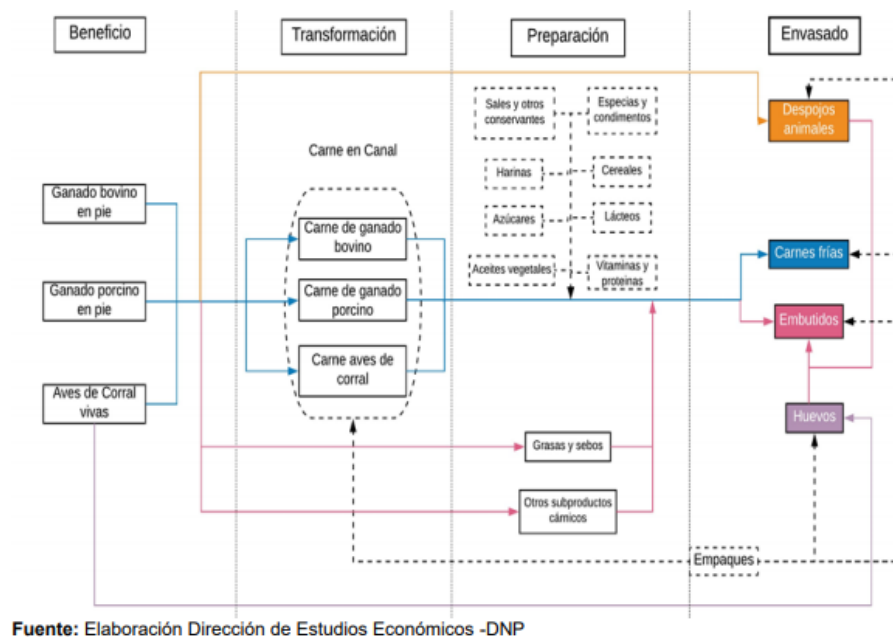 Beneficio
Transformación
Preparación
Envasado
Sales y otros
conservantes
Especias y
condimentos
Despojos
animales
Carne en Canal
Harinas
Cereales
Ganado bovino
en pie
Azúcares
Lácteos
Carne de ganado
bovino
Carnes frías
Aceites vegetales
Vitaminas y
proteinas
Ganado porcino
en pie
Carne de ganado
porcino
Embutidos
Carne aves de
corral
Aves de Corral
vivas
Huevos
Grasas y sebos
Otros subproductos
cárnicos
Empaques
Fuente: Elaboración Dirección de Estudios Económicos -DNP